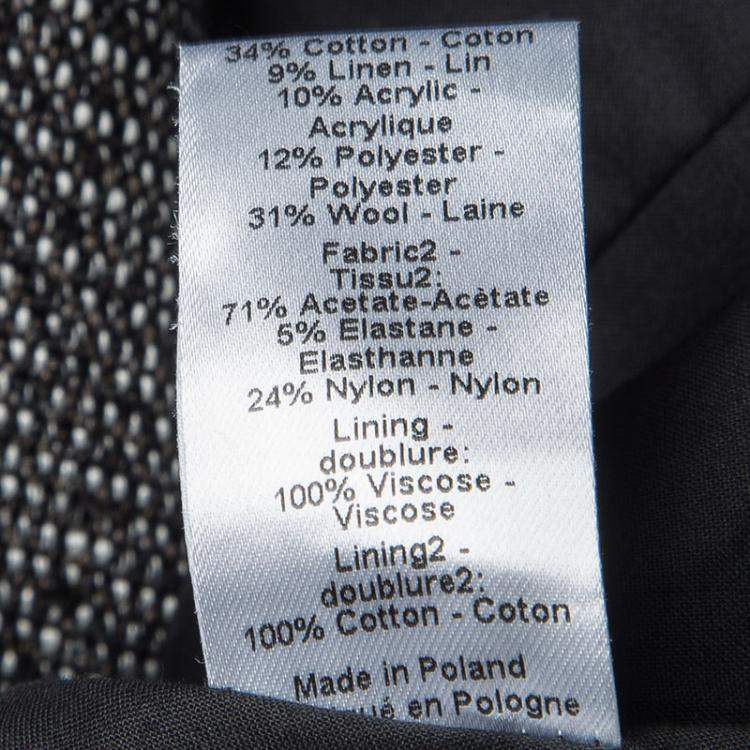 34% Cotton - Coton
9% Linen - Lin
10% Acrylic -
Acrylique
12% Polyester -
Polyester
31% Wool - Laine
Fabric2 -
Tissu2:
71% Acetate-Acètate
5% Elastane -
Elasthanne
24% Nylon - Nylon
Lining -
doublure:
100% Viscose -
Viscose
Lining2 -
doublure2:
100% Cotton - Coton
Made in Poland
en Pologne